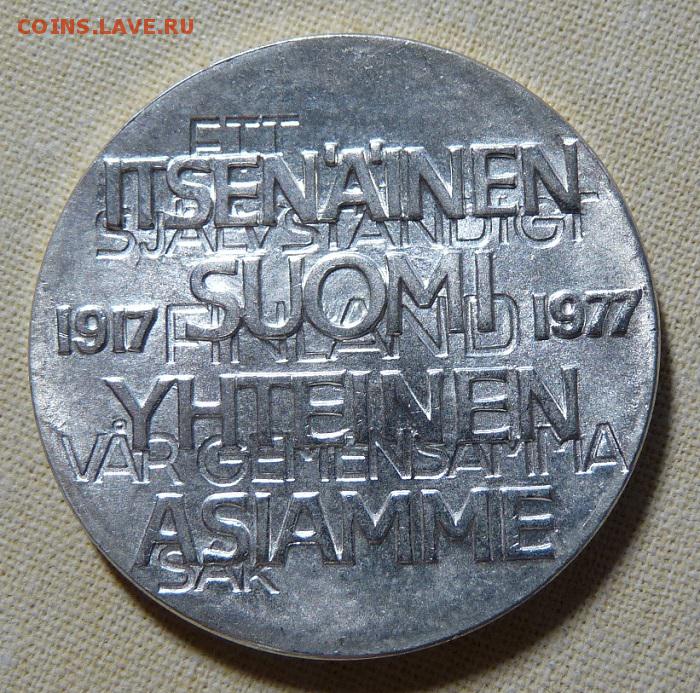 COINS.LAVE.RU
ETT
ITSENÄINEN
SJÄLVSTÄNDIGT
SUOMI
1917 1977
FINLAND
YHTEINEN
VÅR GEMENSAMMA
ASIAMME
SAK